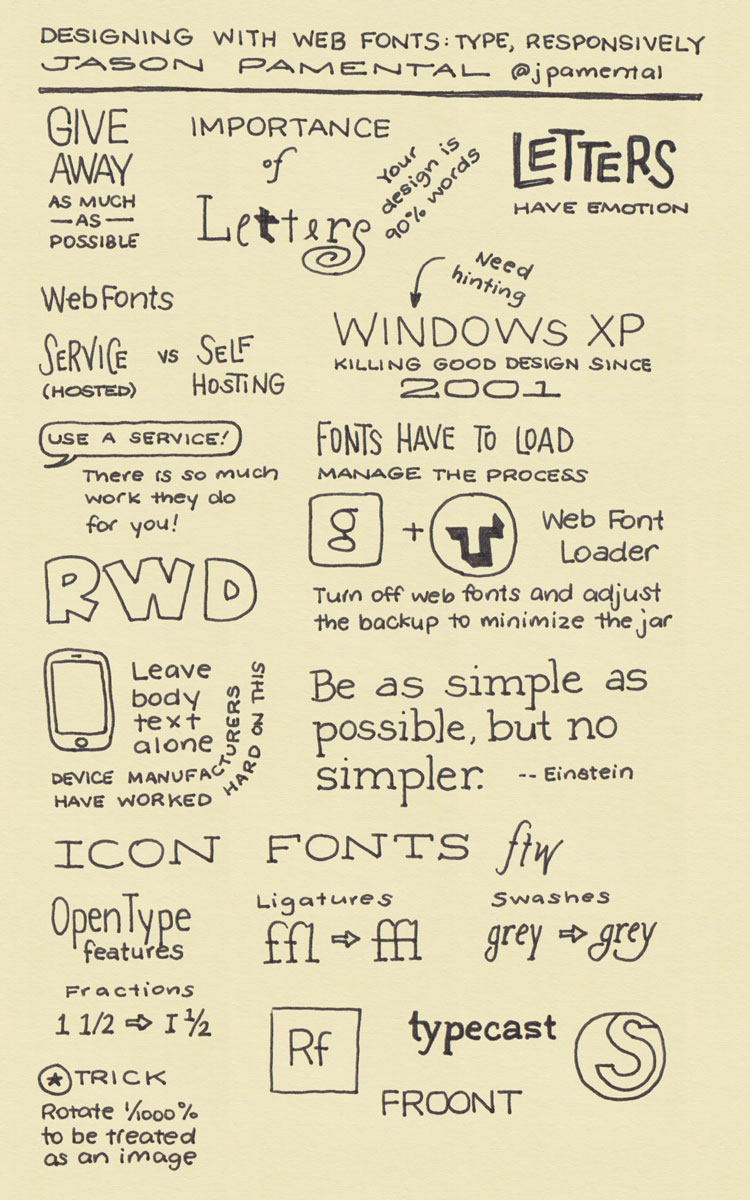 DESIGNING WITH WEB FONTS: TYPE, RESPONSIVELY
JASON PAMENTAL @jpamental
GIVE
AWAY
AS MUCH
—AS—
POSSIBLE
IMPORTANCE
of
Letters
Your
design is
90% words
LETTERS
HAVE EMOTION
Web Fonts
SERVICE
(HOSTED)
vs
SELF
HOSTING
Need
hinting
WINDOWS XP
KILLING GOOD DESIGN SINCE
2001
USE A SERVICE!
There is so much
work they do
for you!
FONTS HAVE TO LOAD
MANAGE THE PROCESS
g + T
Web Font
Loader
Turn off web fonts and adjust
the backup to minimize the jar
RWD
Leave
body
text
alone
DEVICE MANUFACTURERS
HAVE WORKED
HARD ON THIS
Be as simple as
possible, but no
simpler.
-- Einstein
ICON FONTS ftw
OpenType
features
Ligatures
ffl ⇨ ffl
Swashes
grey ⇨ grey
Fractions
1 1/2 ⇨ 1 ½
TRICK
Rotate 1/1000%
to be treated
as an image
Rf
typecast
FROONT
S